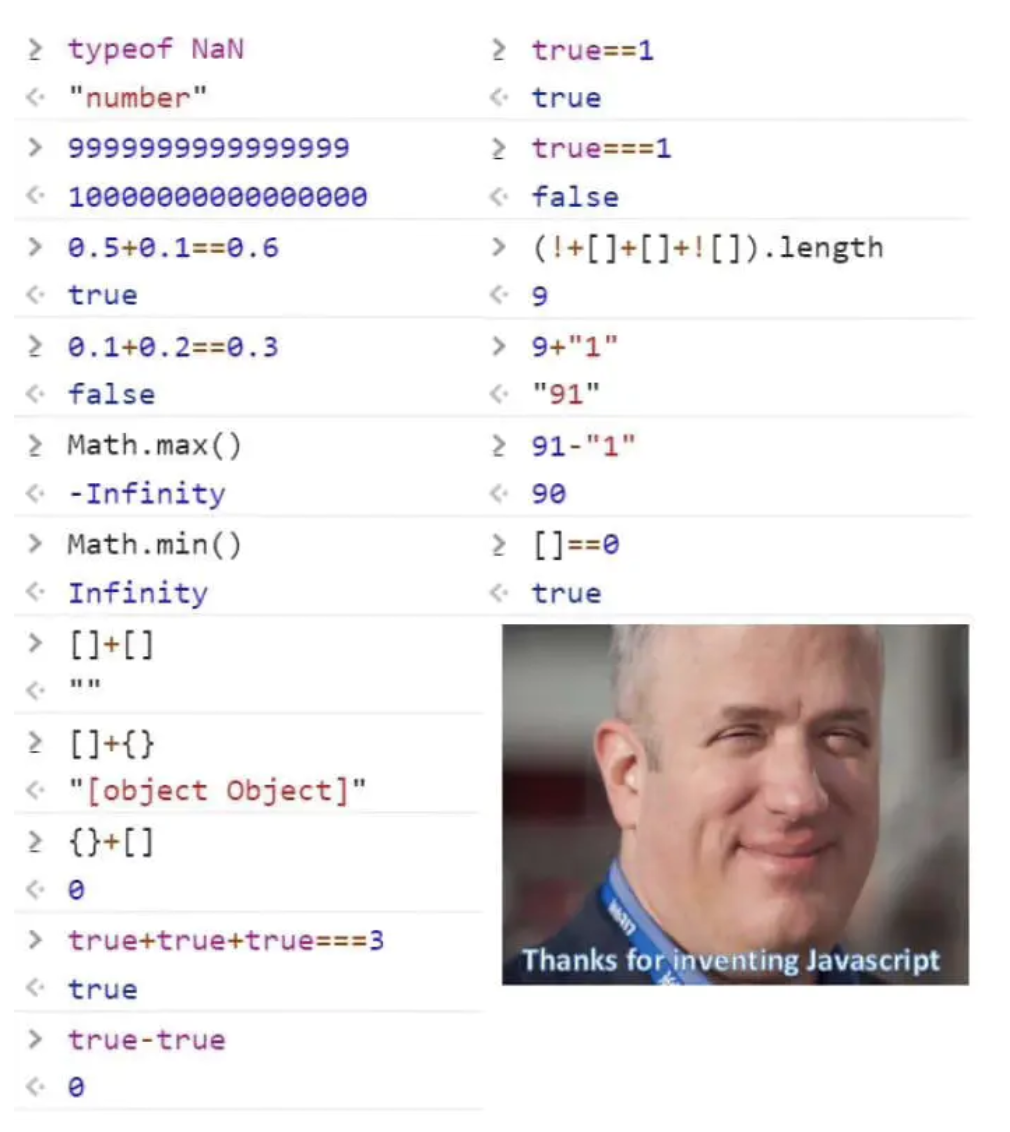 > typeof NaN
<· "number"
> 9999999999999999
<· 10000000000000000
> 0.5+0.1==0.6
<· true
> 0.1+0.2==0.3
<· false
> Math.max()
<· -Infinity
> Math.min()
<· Infinity
> []+[]
<· ""
> []+{}
<· "[object Object]"
> {}+[]
<· 0
> true+true+true===3
<· true
> true-true
<· 0
> true==1
<· true
> true===1
<· false
> (!+[]+[]+![]).length
<· 9
> 9+"1"
<· "91"
> 91-"1"
<· 90
> []==0
<· true
Thanks for inventing Javascript